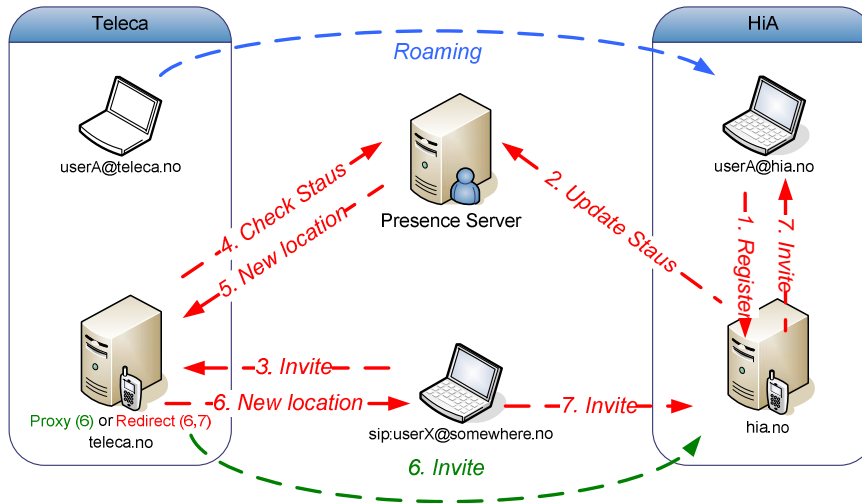 Teleca
HiA
Roaming
userA@teleca.no
userA@hia.no
Presence Server
4. Check Staus
5. New location
2. Update Staus
1. Register
7. Invite
3. Invite
6. New location
7. Invite
Proxy (6) or Redirect (6,7)
teleca.no
sip:userX@somewhere.no
hia.no
6. Invite